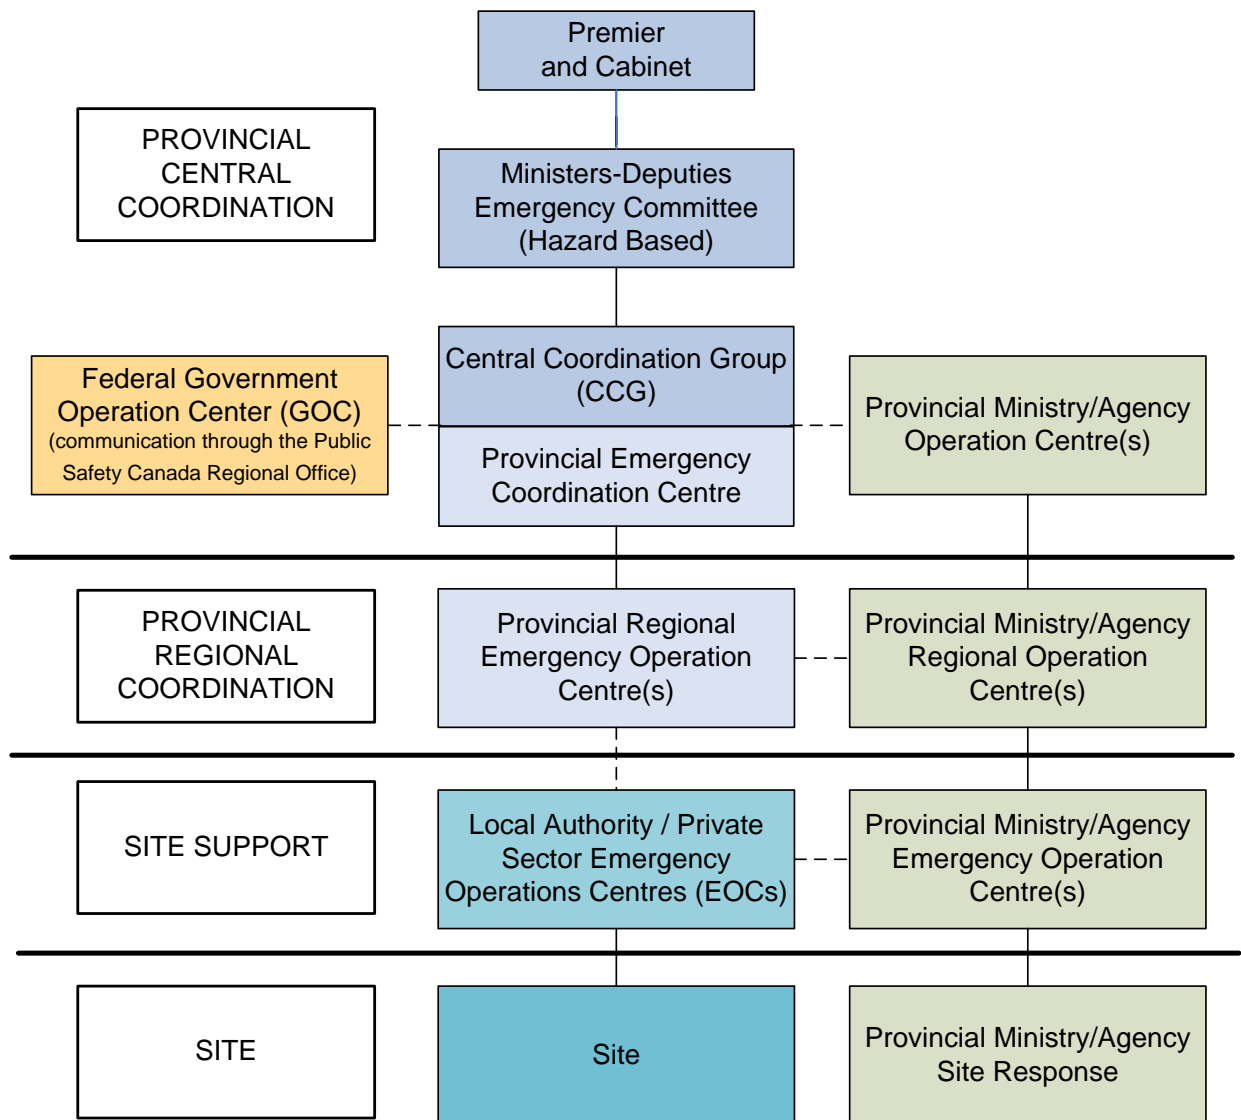 Premier
and Cabinet
PROVINCIAL
CENTRAL
COORDINATION
Ministers-Deputies
Emergency Committee
(Hazard Based)
Federal Government
Operation Center (GOC)
(communication through the Public
Safety Canada Regional Office)
Central Coordination Group
(CCG)
Provincial Emergency
Coordination Centre
Provincial Ministry/Agency
Operation Centre(s)
PROVINCIAL
REGIONAL
COORDINATION
Provincial Regional
Emergency Operation
Centre(s)
Provincial Ministry/Agency
Regional Operation
Centre(s)
SITE SUPPORT
Local Authority / Private
Sector Emergency
Operations Centres (EOCs)
Provincial Ministry/Agency
Emergency Operation
Centre(s)
SITE
Site
Provincial Ministry/Agency
Site Response